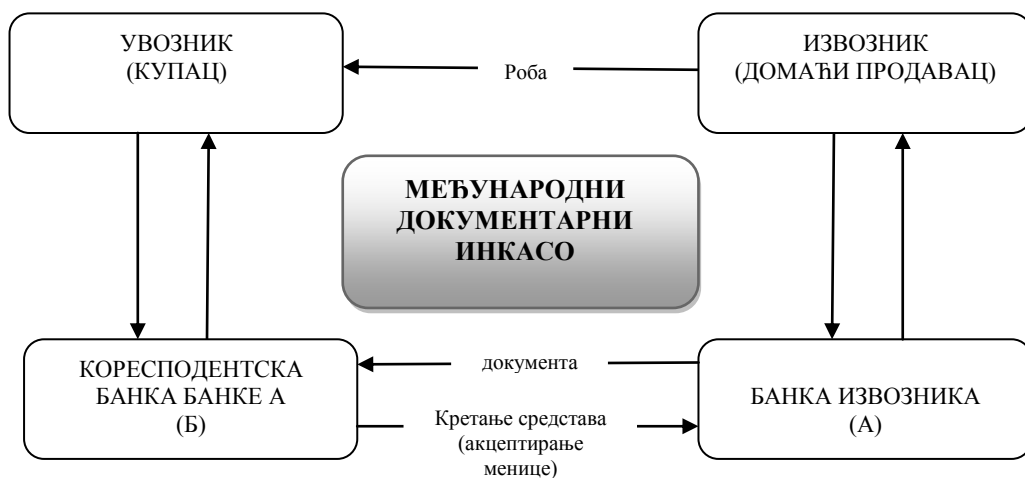 УВОЗНИК
(КУПАЦ)
Роба
ИЗВОЗНИК
(ДОМАЋИ ПРОДАВАЦ)
МЕЂУНАРОДНИ
ДОКУМЕНТАРНИ
ИНКАСО
КОРЕСПОДЕНТСКА
БАНКА БАНКЕ А
(Б)
документа
Кретање средстава
(акцептирање
менице)
БАНКА ИЗВОЗНИКА
(А)